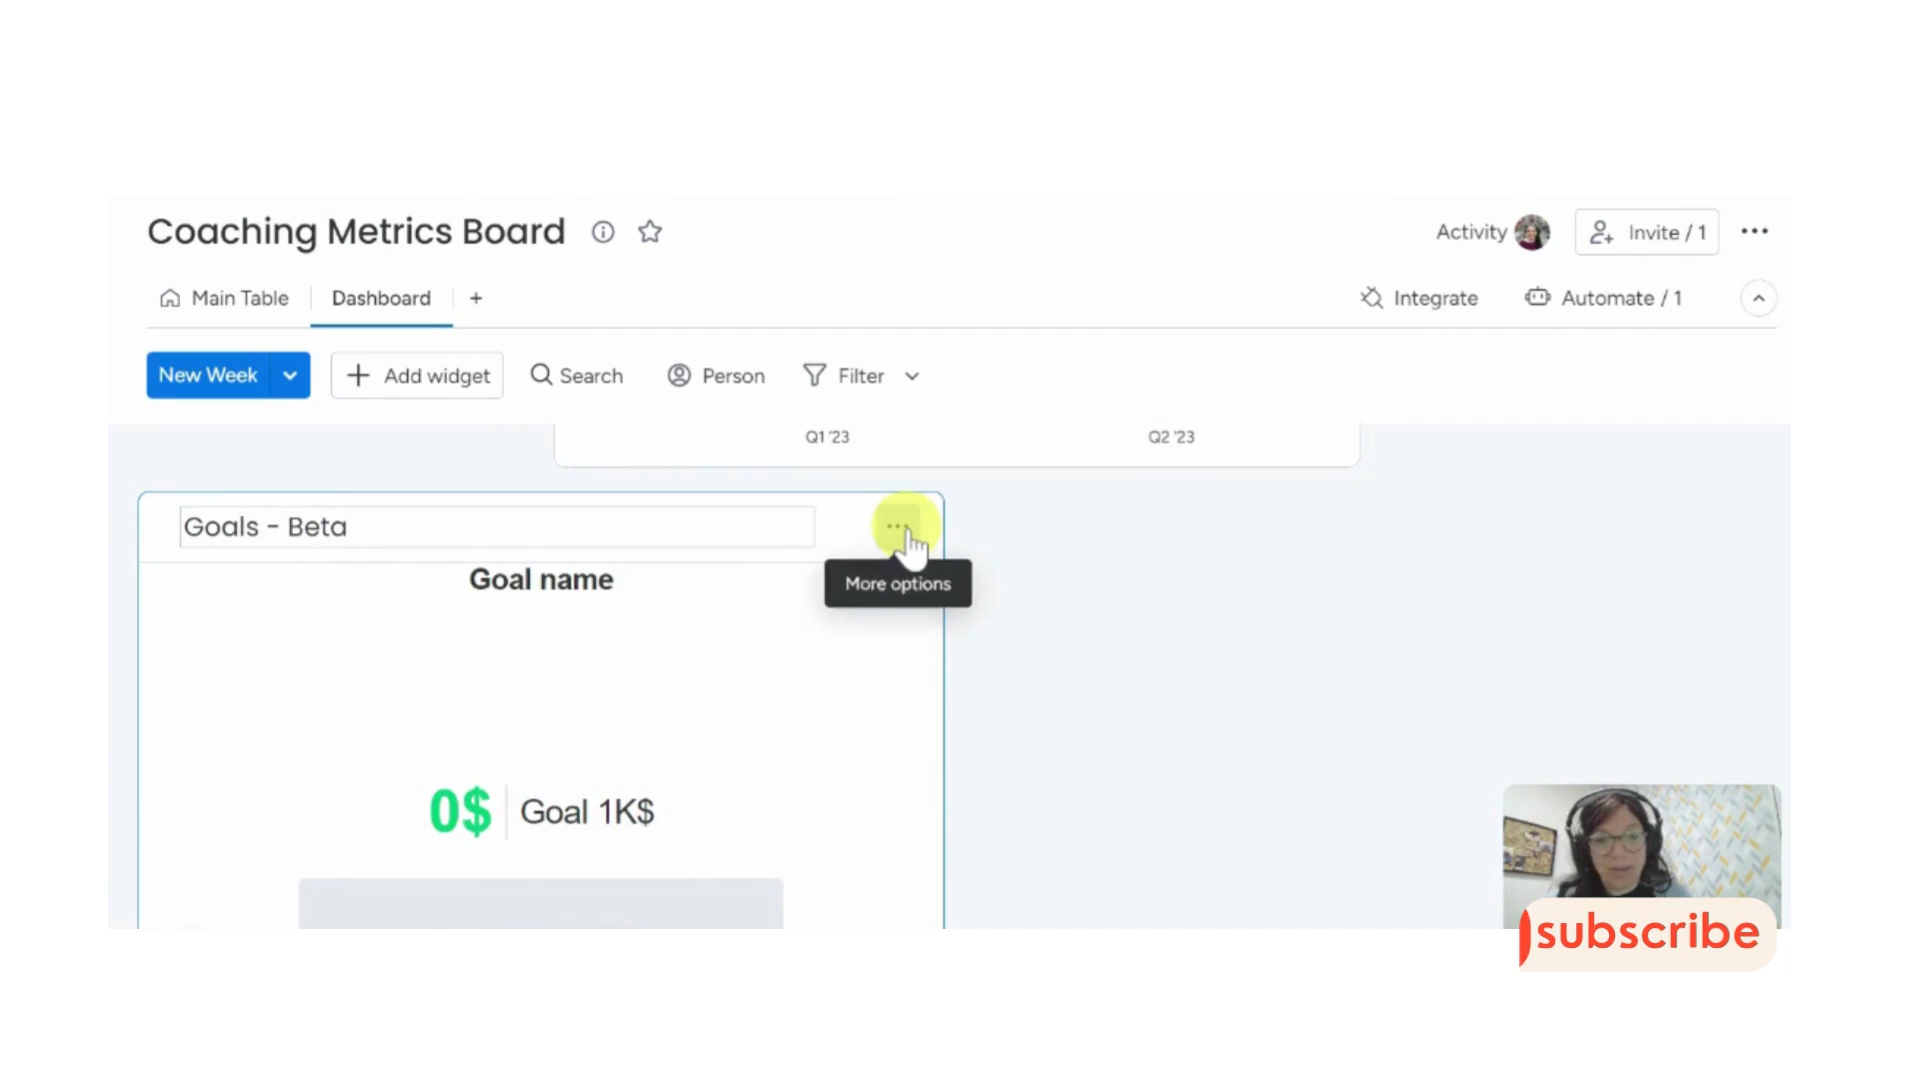 Coaching Metrics Board
Activity
Invite / 1
Main Table
Dashboard
+
Integrate
Automate / 1
New Week
+ Add widget
Search
Person
Filter
Q1 '23
Q2 '23
Goals - Beta
More options
Goal name
0$
Goal 1K$
subscribe